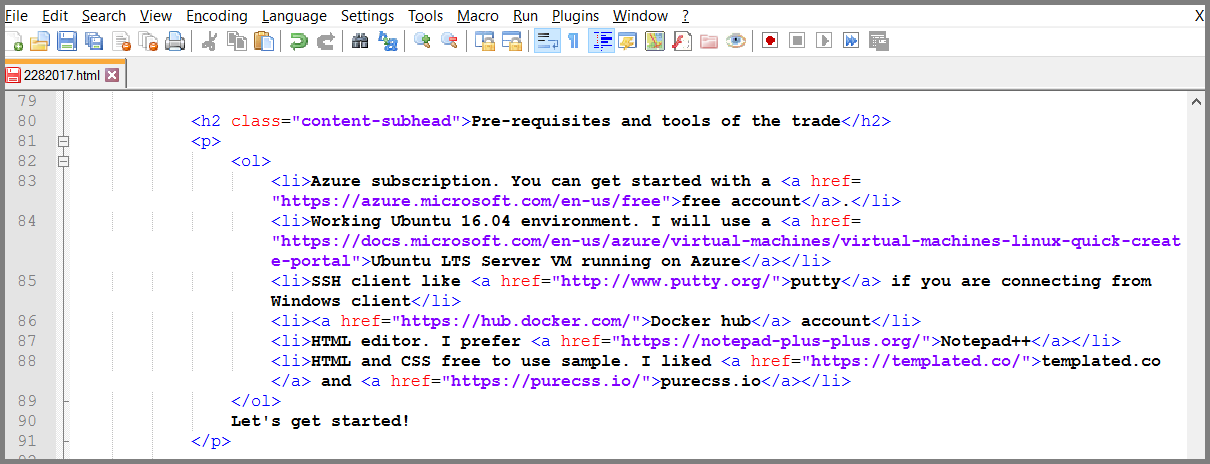 File Edit Search View Encoding Language Settings Tools Macro Run Plugins Window ? X
2282017.html
79
80 <h2 class="content-subhead">Pre-requisites and tools of the trade</h2>
81 <p>
82 <ol>
83 <li>Azure subscription. You can get started with a <a href=
"https://azure.microsoft.com/en-us/free">free account</a>.</li>
84 <li>Working Ubuntu 16.04 environment. I will use a <a href=
"https://docs.microsoft.com/en-us/azure/virtual-machines/virtual-machines-linux-quick-creat
e-portal">Ubuntu LTS Server VM running on Azure</a></li>
85 <li>SSH client like <a href="http://www.putty.org/">putty</a> if you are connecting from
Windows client</li>
86 <li><a href="https://hub.docker.com/">Docker hub</a> account</li>
87 <li>HTML editor. I prefer <a href="https://notepad-plus-plus.org/">Notepad++</a></li>
88 <li>HTML and CSS free to use sample. I liked <a href="https://templated.co/">templated.co
</a> and <a href="https://purecss.io/">purecss.io</a></li>
89 </ol>
90 Let's get started!
91 </p>